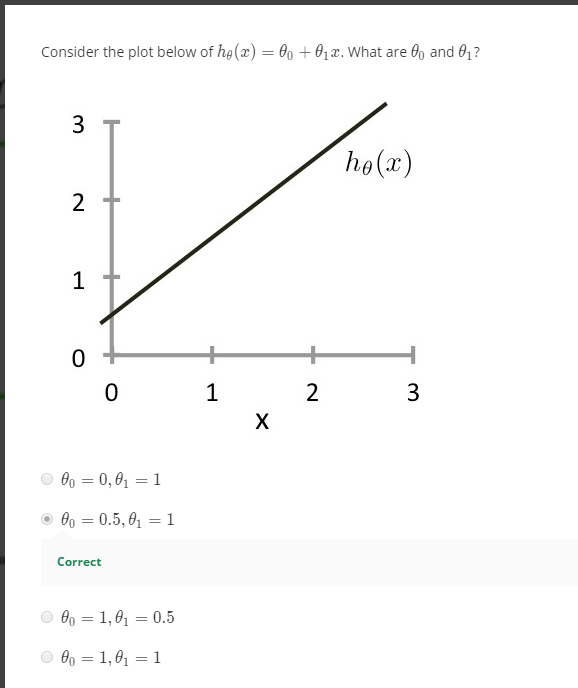 Consider the plot below of hθ(x) = θ0 + θ1x. What are θ0 and θ1?
3
hθ(x)
2
1
0
0 1 2 3
x
θ0 = 0, θ1 = 1
θ0 = 0.5, θ1 = 1
Correct
θ0 = 1, θ1 = 0.5
θ0 = 1, θ1 = 1